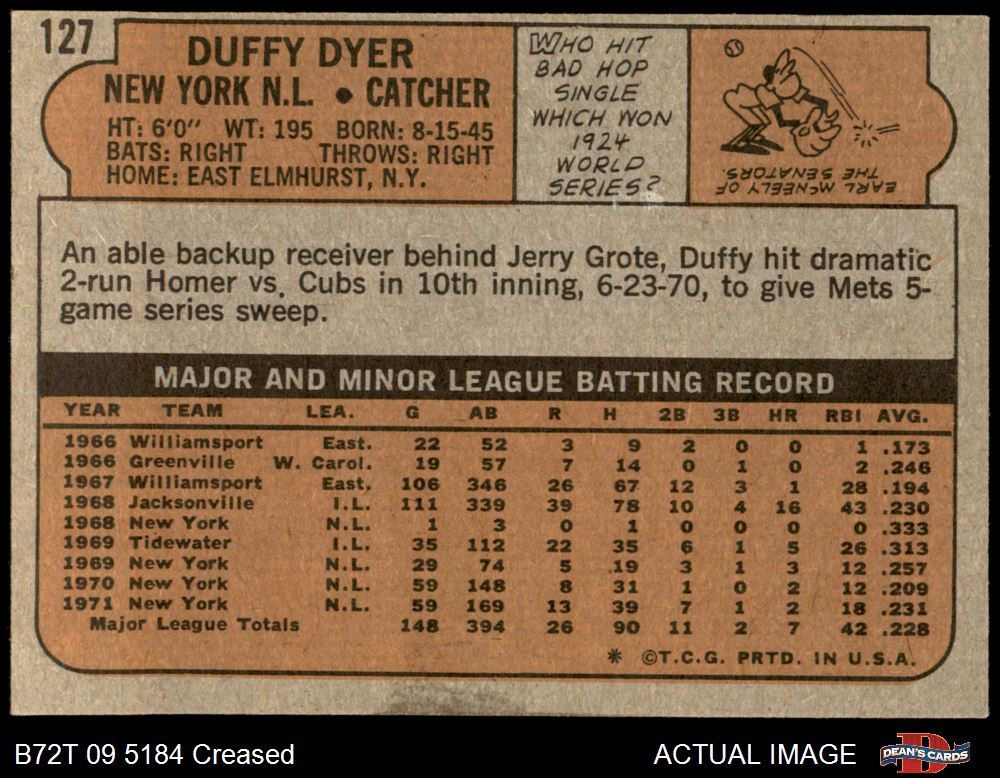 127
DUFFY DYER
NEW YORK N.L. • CATCHER
HT: 6'0" WT: 195 BORN: 8-15-45
BATS: RIGHT THROWS: RIGHT
HOME: EAST ELMHURST, N.Y.
WHO HIT
BAD HOP
SINGLE
WHICH WON
1924
WORLD
SERIES?
EARL McNEELY OF
THE SENATORS.
An able backup receiver behind Jerry Grote, Duffy hit dramatic
2-run Homer vs. Cubs in 10th inning, 6-23-70, to give Mets 5-
game series sweep.
MAJOR AND MINOR LEAGUE BATTING RECORD
YEAR TEAM LEA. G AB R H 2B 3B HR RBI AVG.
1966 Williamsport East. 22 52 3 9 2 0 0 1 .173
1966 Greenville W. Carol. 19 57 7 14 0 1 0 2 .246
1967 Williamsport East. 106 346 26 67 12 3 1 28 .194
1968 Jacksonville I.L. 111 339 39 78 10 4 16 43 .230
1968 New York N.L. 1 3 0 1 0 0 0 0 .333
1969 Tidewater I.L. 35 112 22 35 6 1 5 26 .313
1969 New York N.L. 29 74 5 19 3 1 3 12 .257
1970 New York N.L. 59 148 8 31 1 0 2 12 .209
1971 New York N.L. 59 169 13 39 7 1 2 18 .231
Major League Totals 148 394 26 90 11 2 7 42 .228
* ©T.C.G. PRTD. IN U.S.A.
B72T 09 5184 Creased
ACTUAL IMAGE
DEAN'S CARDS